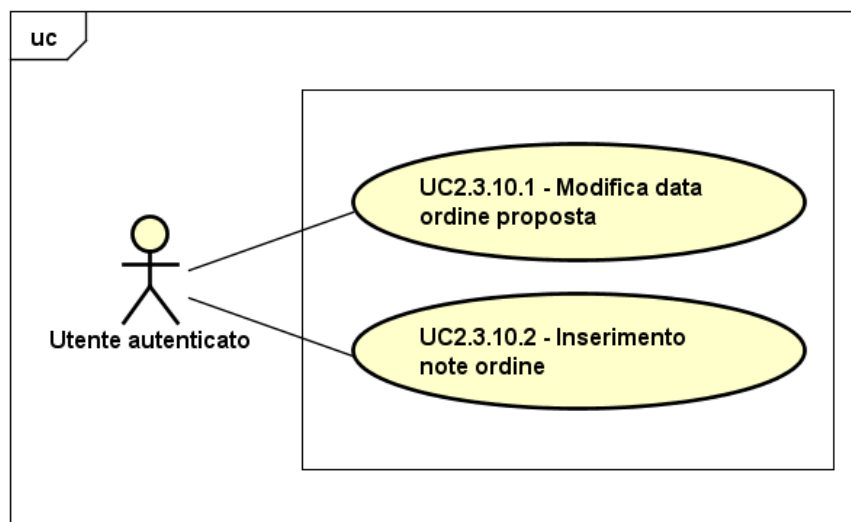 uc
UC2.3.10.1 - Modifica data
ordine proposta
Utente autenticato
UC2.3.10.2 - Inserimento
note ordine